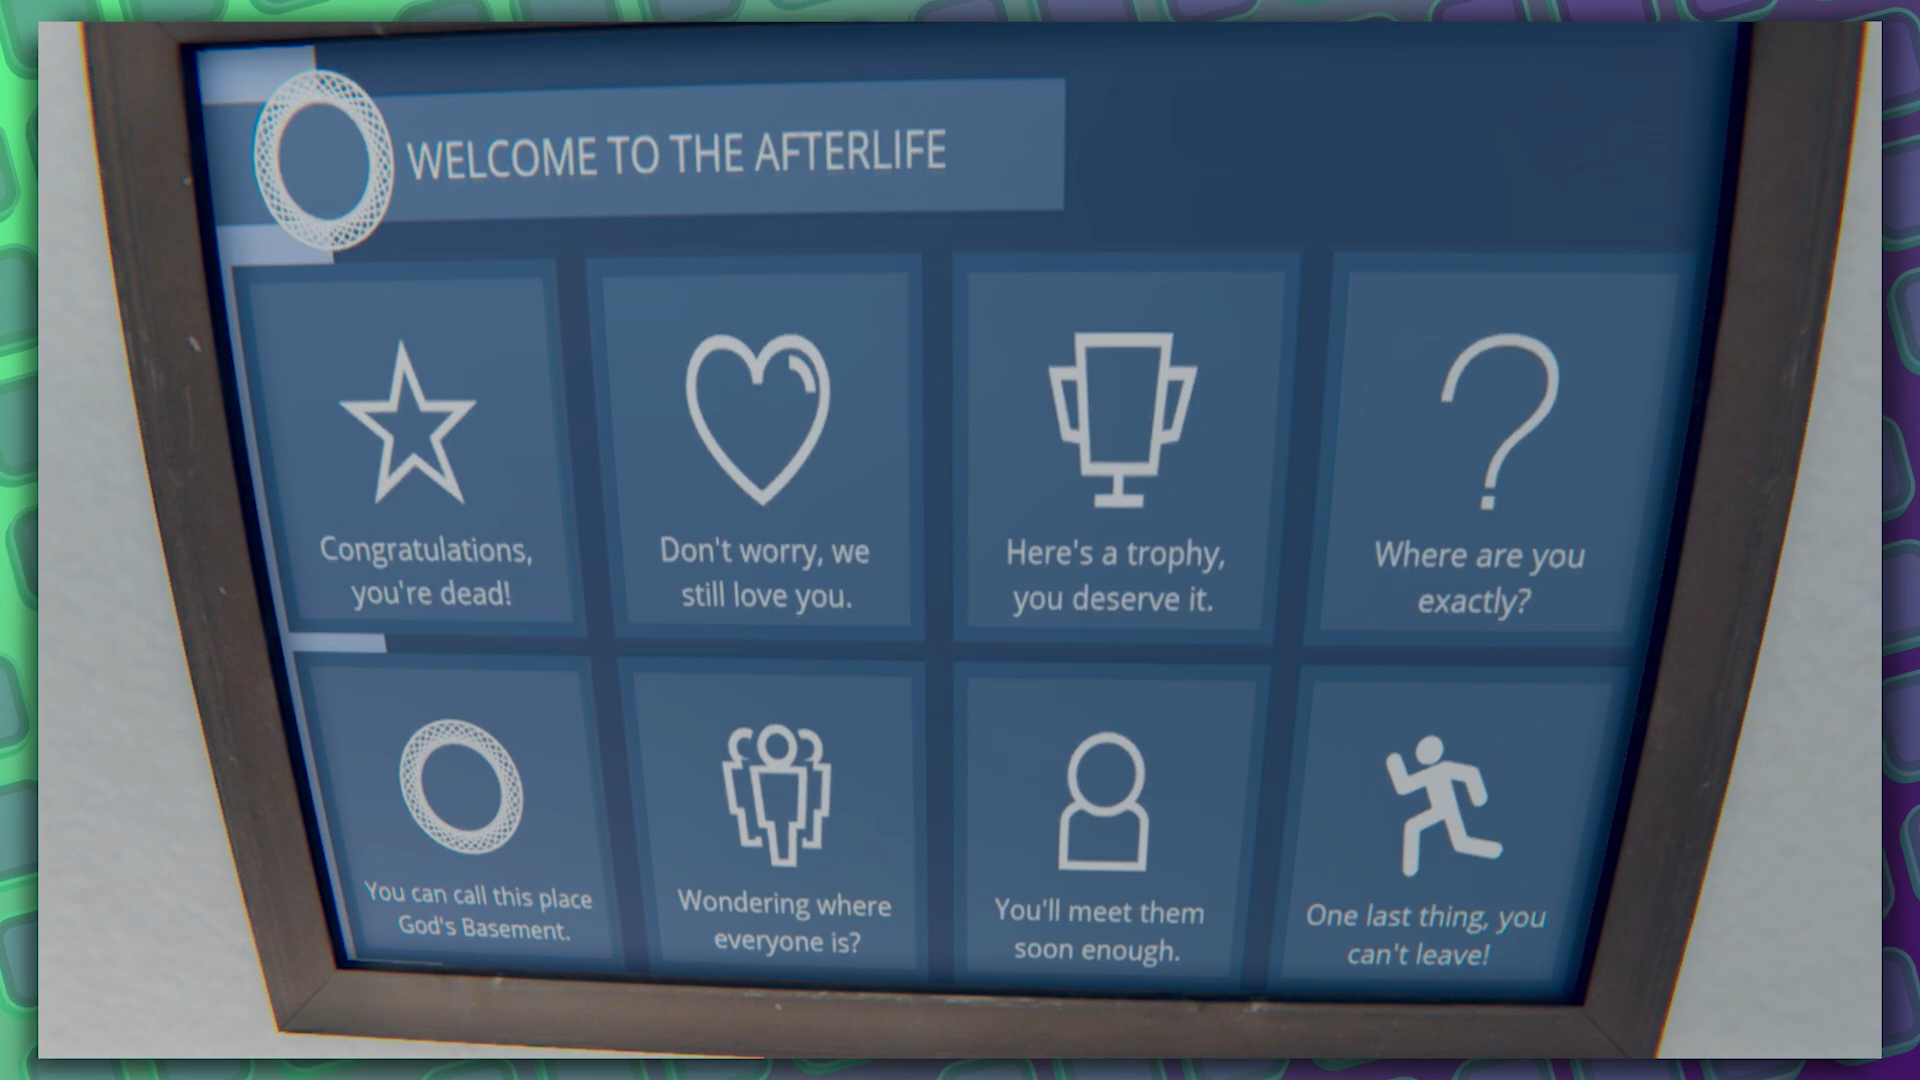 WELCOME TO THE AFTERLIFE
Congratulations,
you're dead!
Don't worry, we
still love you.
Here's a trophy,
you deserve it.
Where are you
exactly?
You can call this place
God's Basement.
Wondering where
everyone is?
You'll meet them
soon enough.
One last thing, you
can't leave!